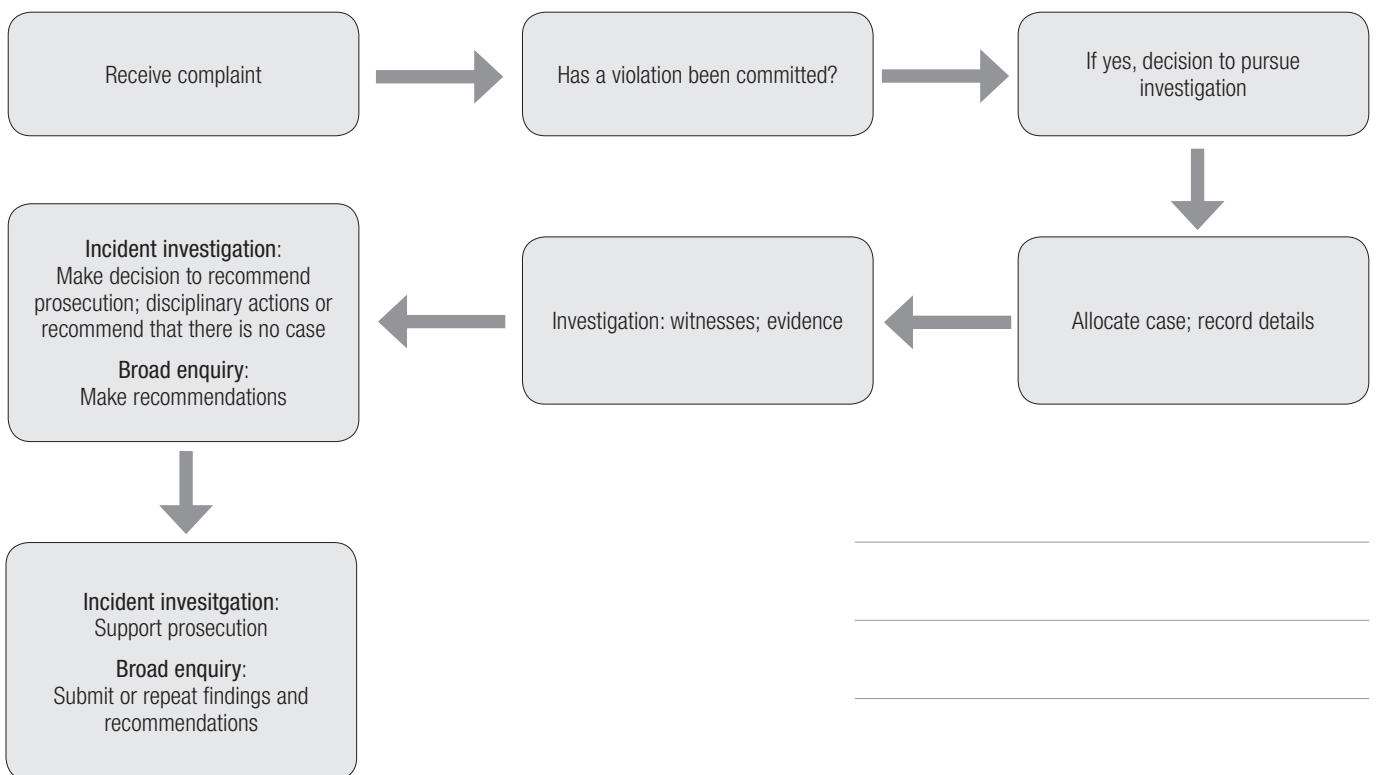 Receive complaint
Has a violation been committed?
If yes, decision to pursue
investigation
Allocate case; record details
Investigation: witnesses; evidence
Incident investigation:
Make decision to recommend
prosecution; disciplinary actions or
recommend that there is no case
Broad enquiry:
Make recommendations
Incident invesitgation:
Support prosecution
Broad enquiry:
Submit or repeat findings and
recommendations